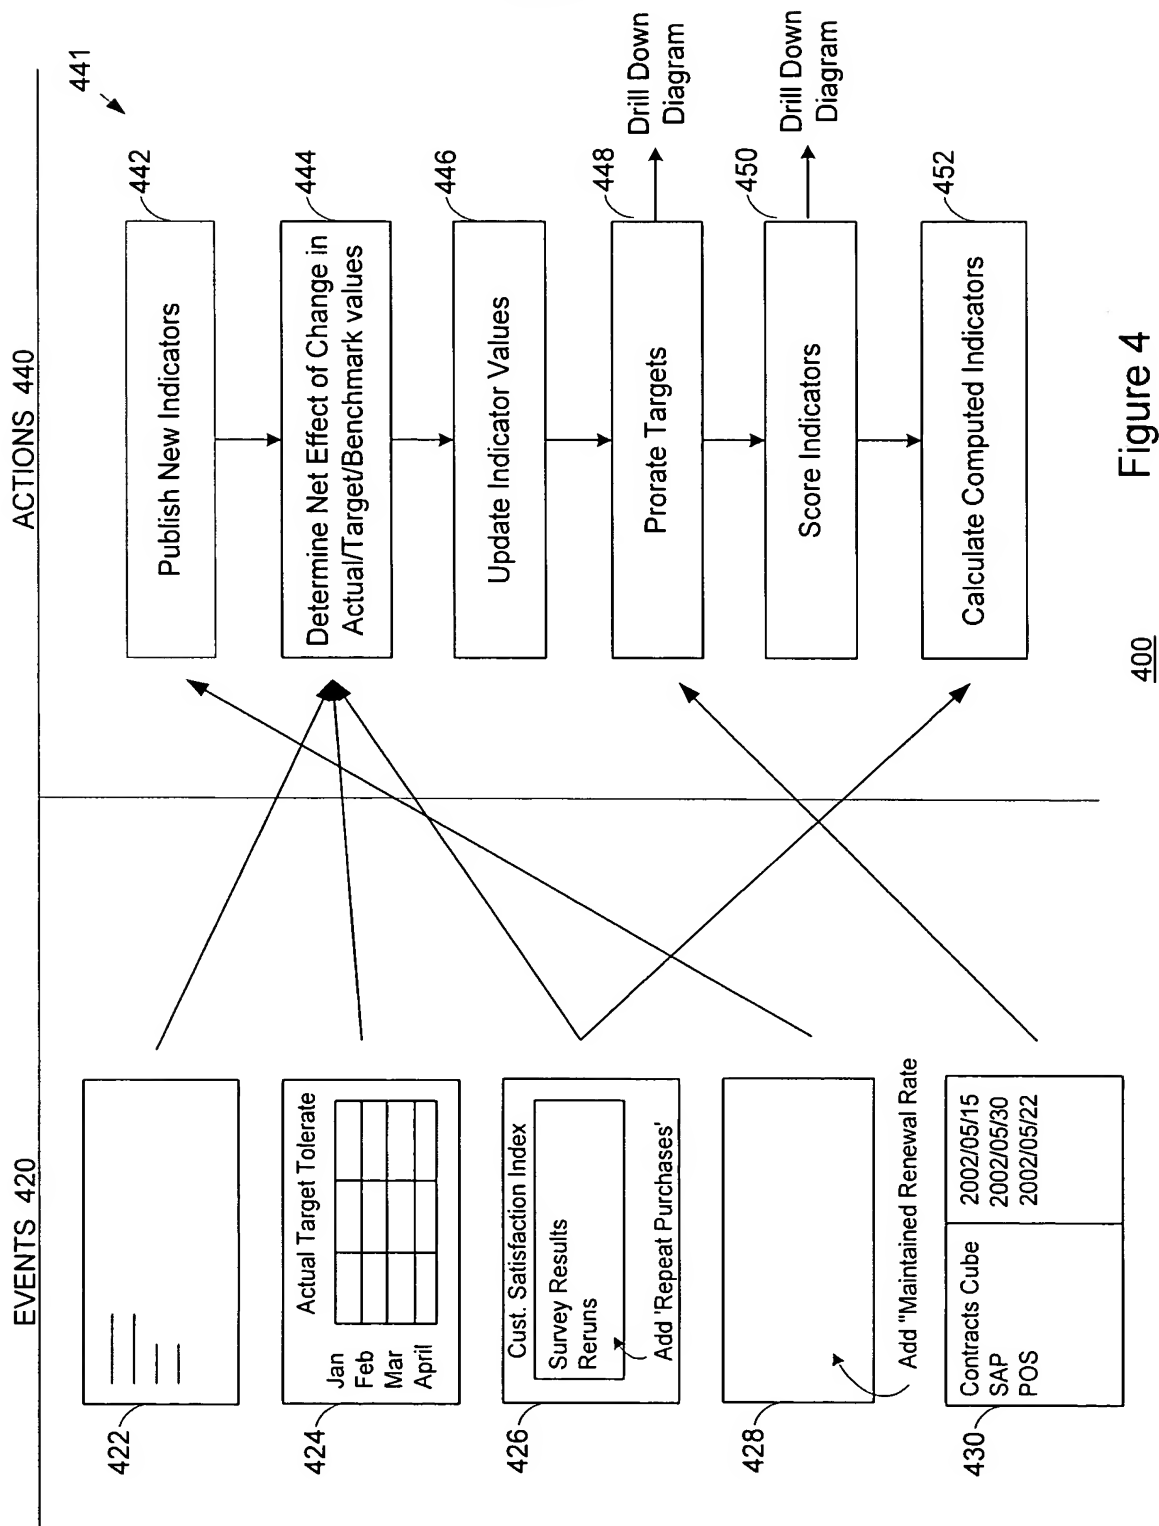 EVENTS 420
ACTIONS 440
441
422
424
Actual Target Tolerate
Jan
Feb
Mar
April
426
Cust. Satisfaction Index
Survey Results
Reruns
Add 'Repeat Purchases'
428
Add "Maintained Renewal Rate
430
Contracts Cube 2002/05/15
SAP 2002/05/30
POS 2002/05/22
442
Publish New Indicators
444
Determine Net Effect of Change in
Actual/Target/Benchmark values
446
Update Indicator Values
448
Prorate Targets
Drill Down
Diagram
450
Score Indicators
Drill Down
Diagram
452
Calculate Computed Indicators
400
Figure 4